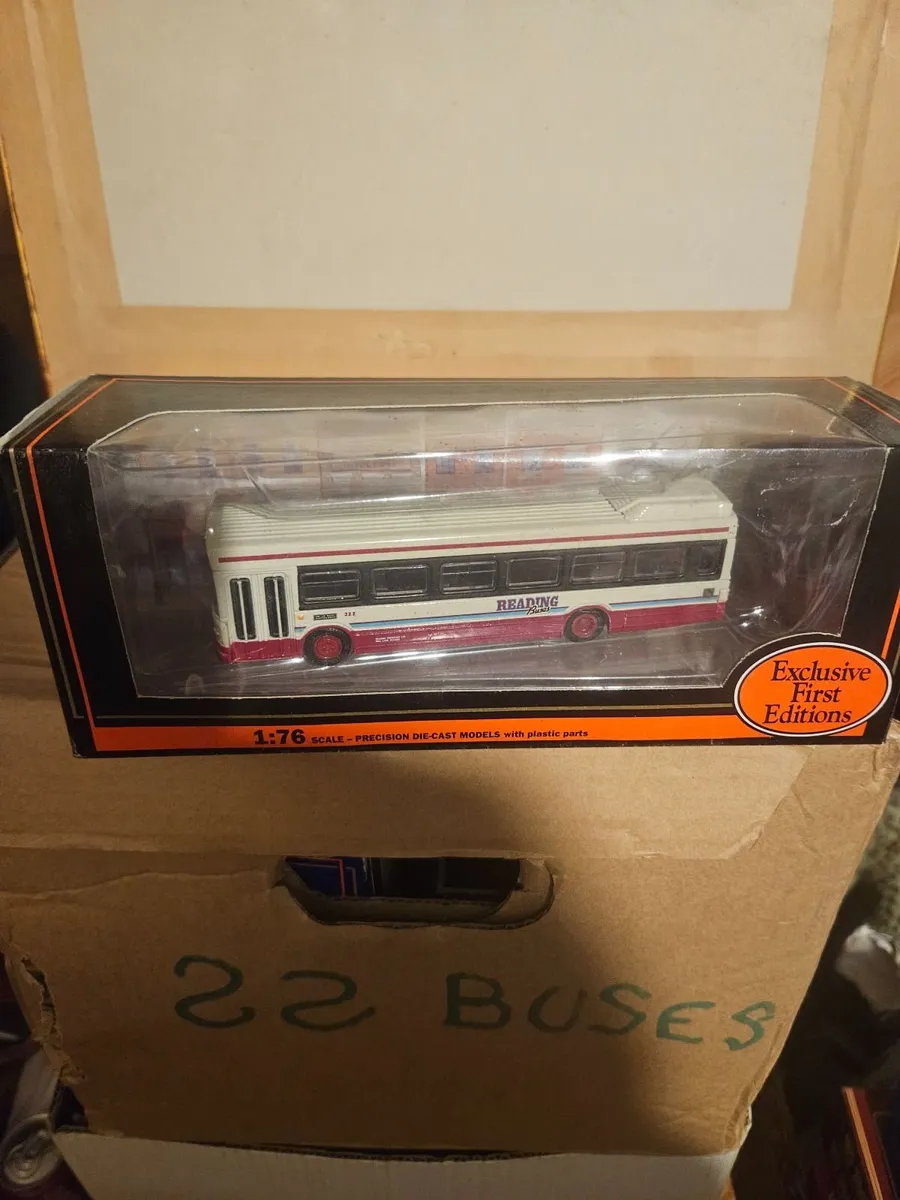 READING
Buses
Exclusive
First
Editions
1:76 SCALE – PRECISION DIE-CAST MODELS with plastic parts
22 BUSES